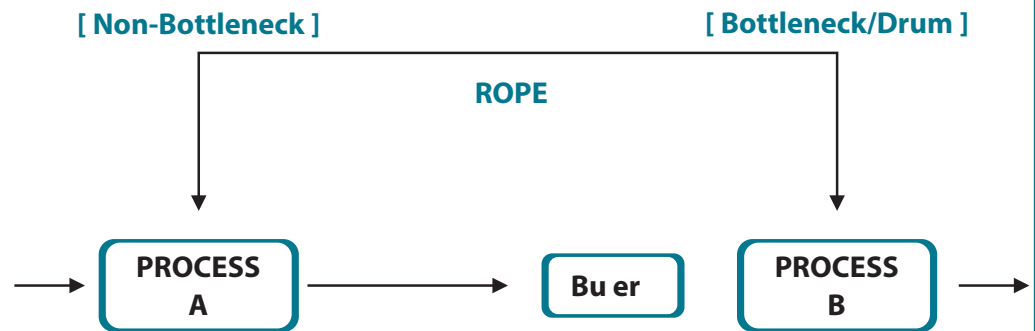 [ Non-Bottleneck ]
[ Bottleneck/Drum ]
ROPE
PROCESS
A
Bu er
PROCESS
B